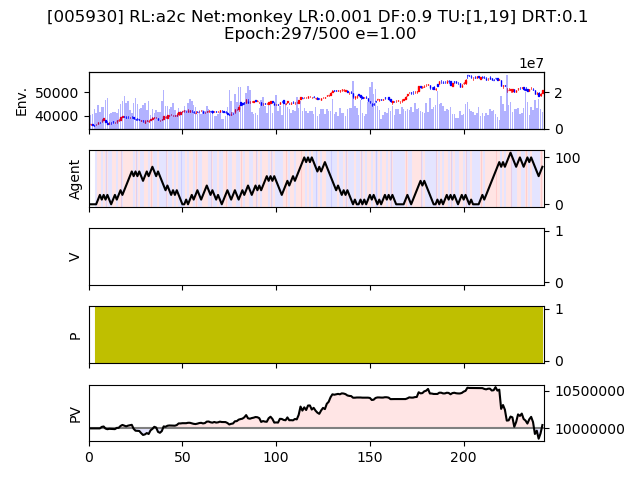 [005930] RL:a2c Net:monkey LR:0.001 DF:0.9 TU:[1,19] DRT:0.1
Epoch:297/500 e=1.00
1e7
Env.
50000
40000
2
0
Agent
100
0
V
1
0
P
1
0
PV
10500000
10000000
0
50
100
150
200